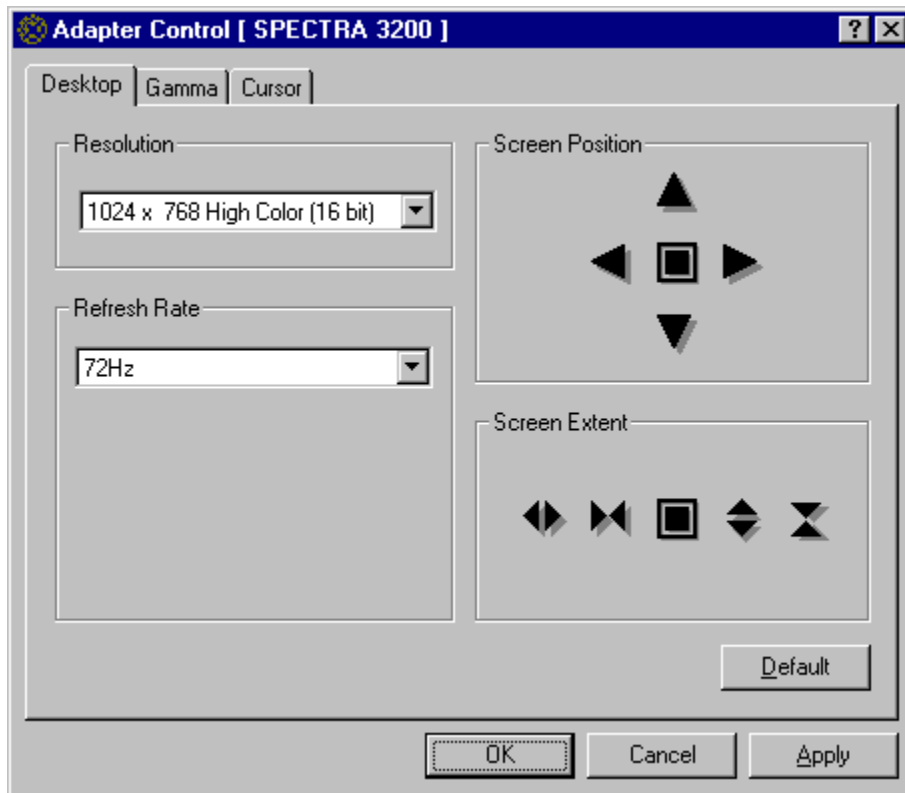 Adapter Control [ SPECTRA 3200 ]
Desktop Gamma Cursor
Resolution
1024 x  768 High Color (16 bit)
Refresh Rate
72Hz
Screen Position
Screen Extent
Default
OK Cancel Apply